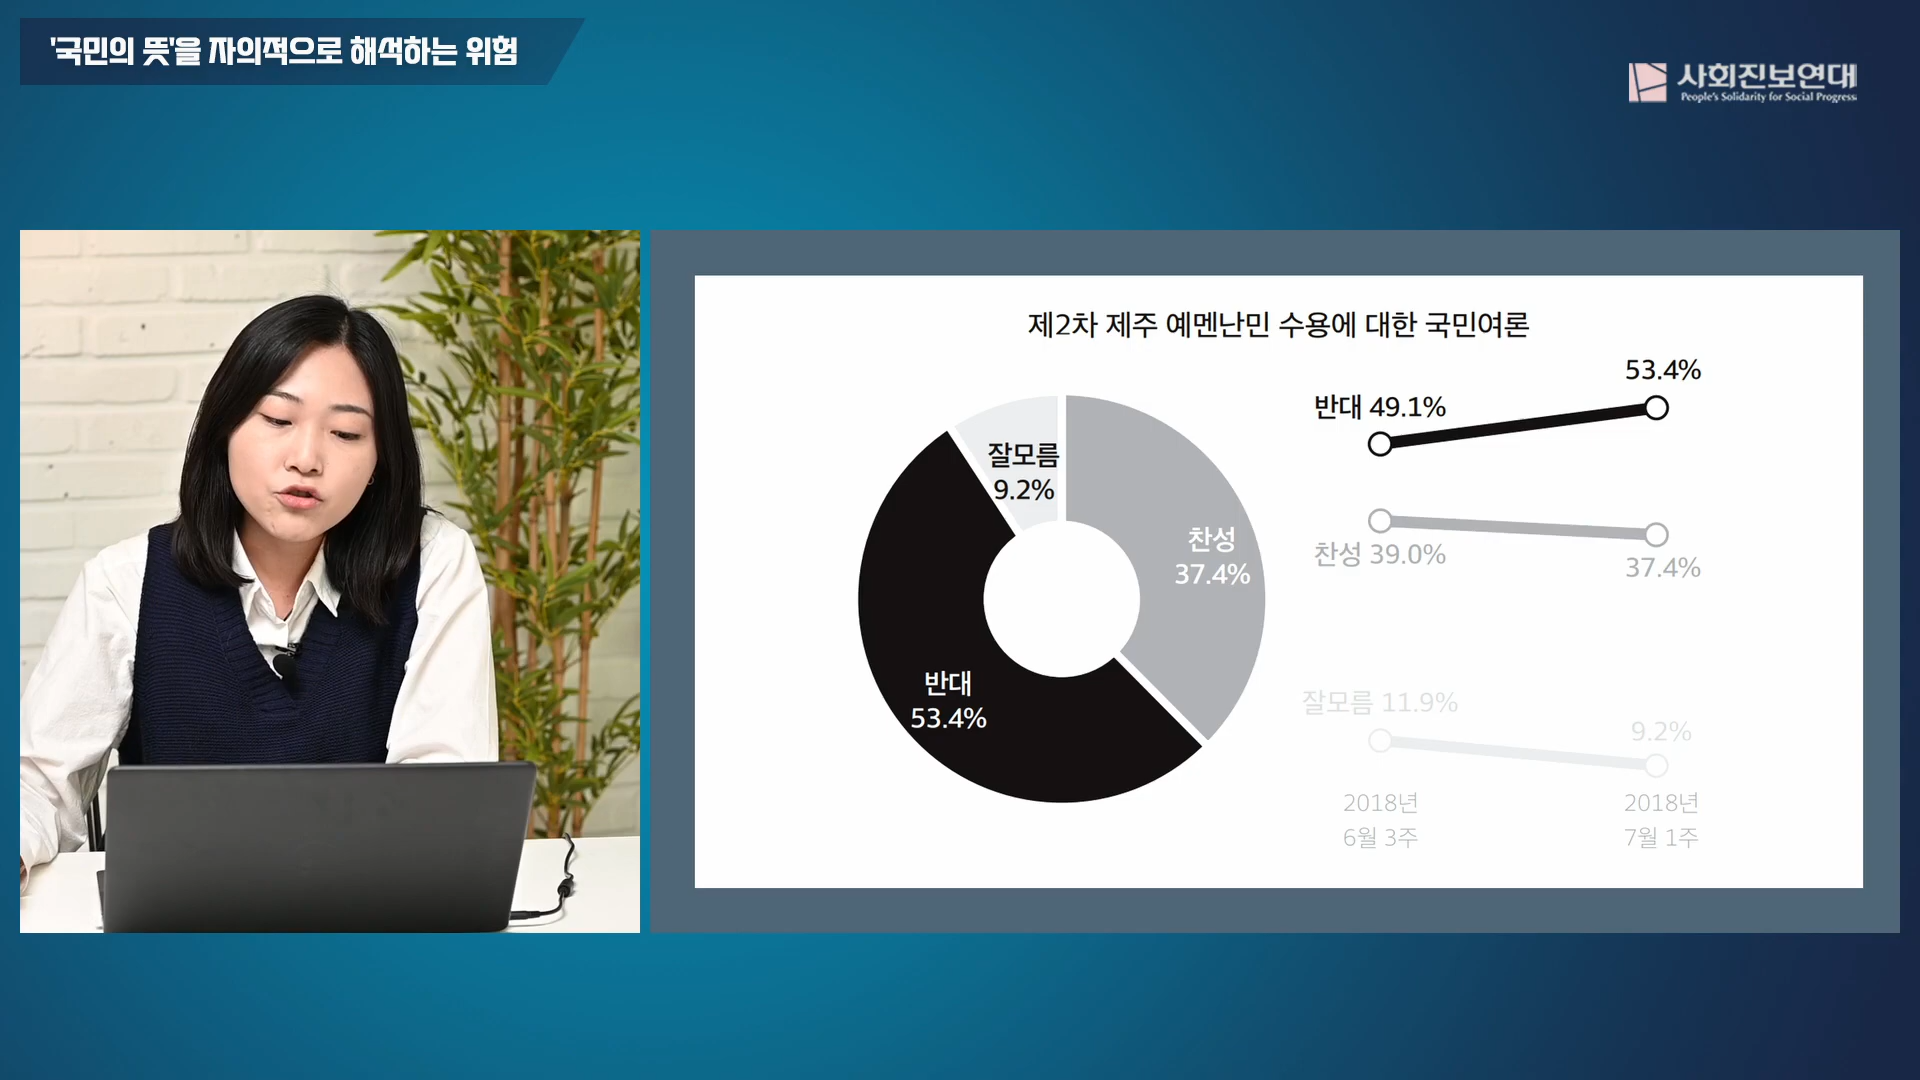 '국민의 뜻'을 자의적으로 해석하는 위험
사회진보연대
People's Solidarity for Social Progress
제2차 제주 예멘난민 수용에 대한 국민여론
잘모름
9.2%
찬성
37.4%
반대
53.4%
53.4%
반대 49.1%
찬성 39.0%
37.4%
잘모름 11.9%
9.2%
2018년
6월 3주
2018년
7월 1주